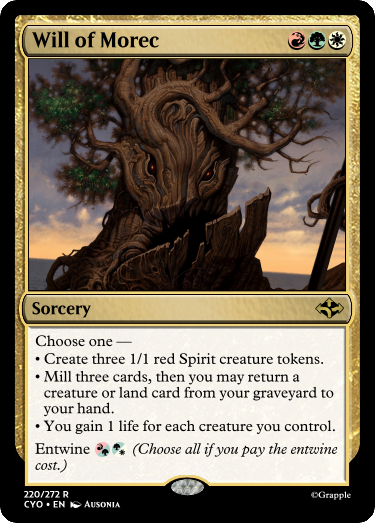 Will of Morec
Sorcery
Choose one —
• Create three 1/1 red Spirit creature tokens.
• Mill three cards, then you may return a
creature or land card from your graveyard to
your hand.
• You gain 1 life for each creature you control.
Entwine (Choose all if you pay the entwine
cost.)
220/272 R
CYO • EN Ausonia
©Grapple